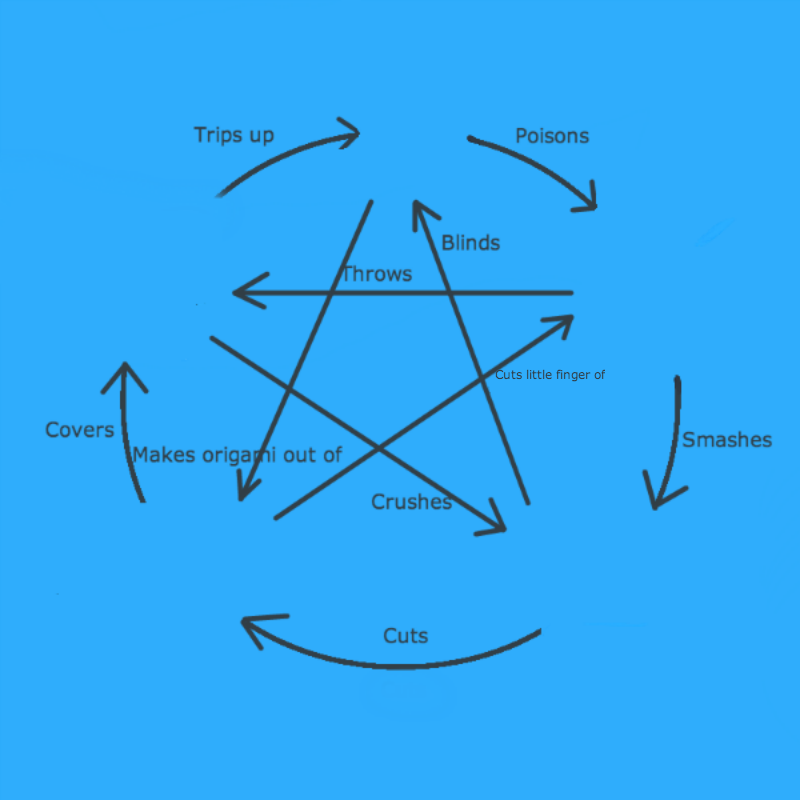 Trips up
Poisons
Blinds
Throws
Cuts little finger of
Covers
Smashes
Makes origami out of
Crushes
Cuts